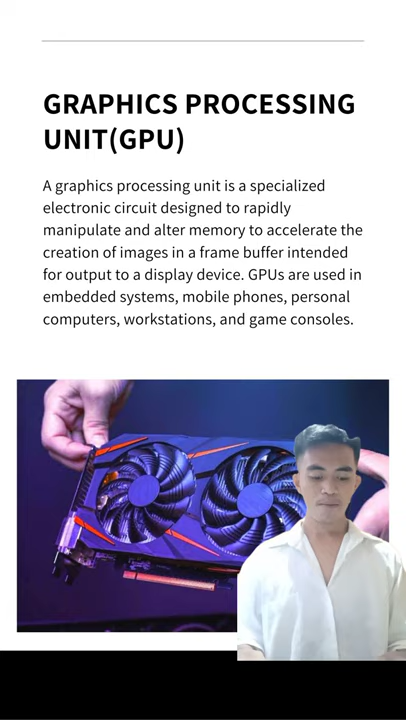 GRAPHICS PROCESSING
UNIT(GPU)
A graphics processing unit is a specialized
electronic circuit designed to rapidly
manipulate and alter memory to accelerate the
creation of images in a frame buffer intended
for output to a display device. GPUs are used in
embedded systems, mobile phones, personal
computers, workstations, and game consoles.